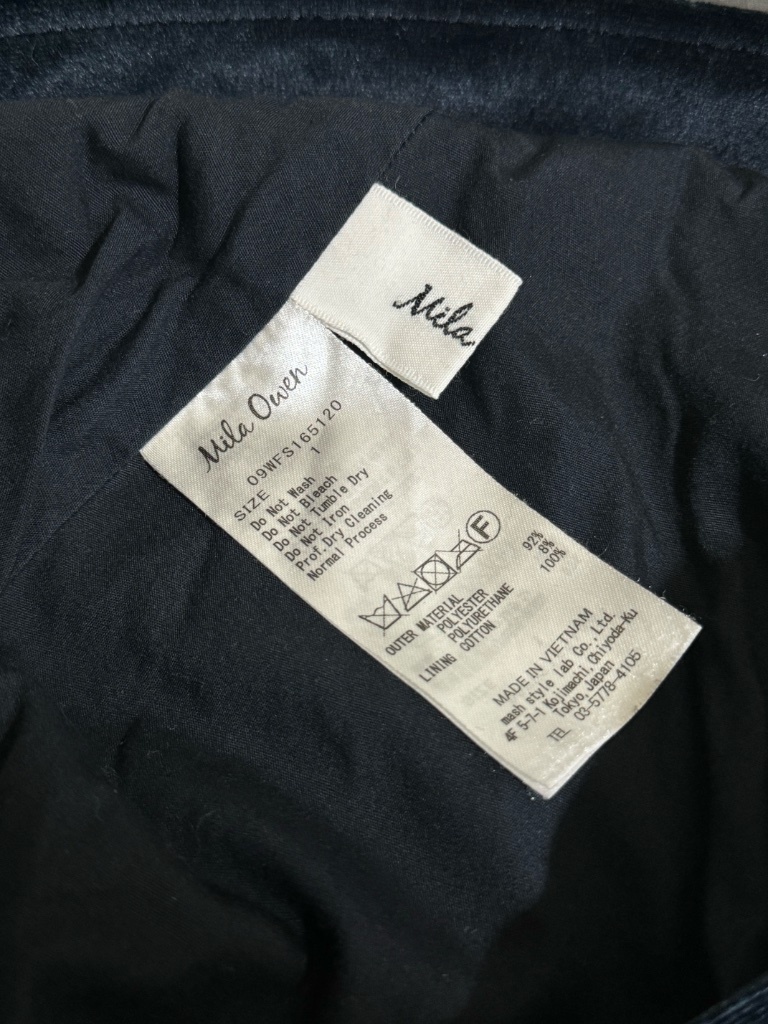 Mila
Mila Owen
09WFS165120
SIZE 1
Do Not Wash
Do Not Bleach
Do Not Tumble Dry
Do Not Iron
Prof. Dry Cleaning
Normal Process
F
OUTER MATERIAL
POLYESTER 92%
POLYURETHANE 8%
LINING COTTON 100%
MADE IN VIETNAM
mash style lab Co., Ltd.
4F 5-7-1 Kojimachi, Chiyoda-Ku
Tokyo, Japan
TEL 03-5778-4105